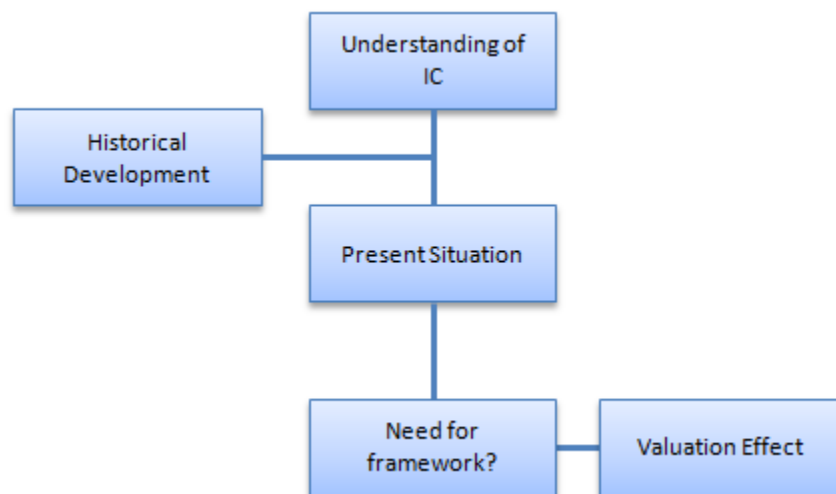 Understanding of
IC
Historical
Development
Present Situation
Need for
framework?
Valuation Effect